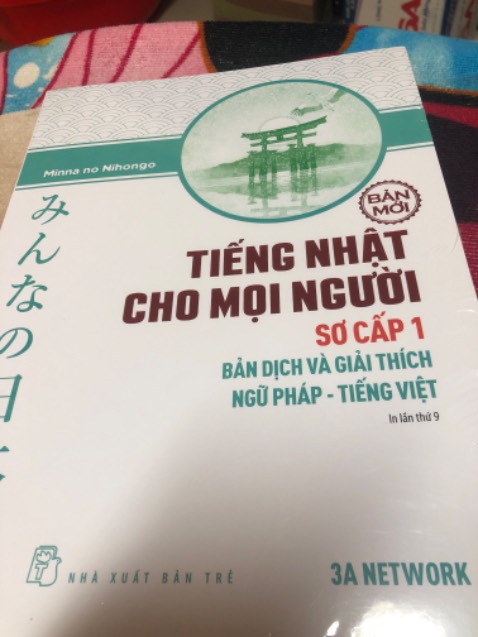 Minna no Nihongo
みんなの日
BẢN
MỚI
TIẾNG NHẬT
CHO MỌI NGƯỜI
SƠ CẤP 1
BẢN DỊCH VÀ GIẢI THÍCH
NGỮ PHÁP - TIẾNG VIỆT
In lần thứ 9
NHÀ XUẤT BẢN TRẺ
3A NETWORK